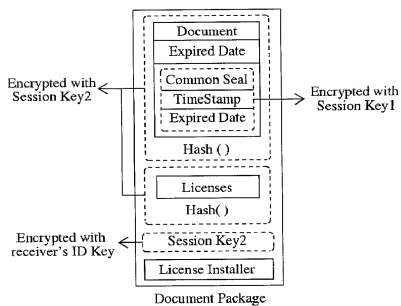 Document
Expired Date
Common Seal
TimeStamp
Expired Date
Hash ( )
Encrypted with
Session Key2
Encrypted with
Session Key1
Licenses
Hash( )
Encrypted with
receiver's ID Key
Session Key2
License Installer
Document Package